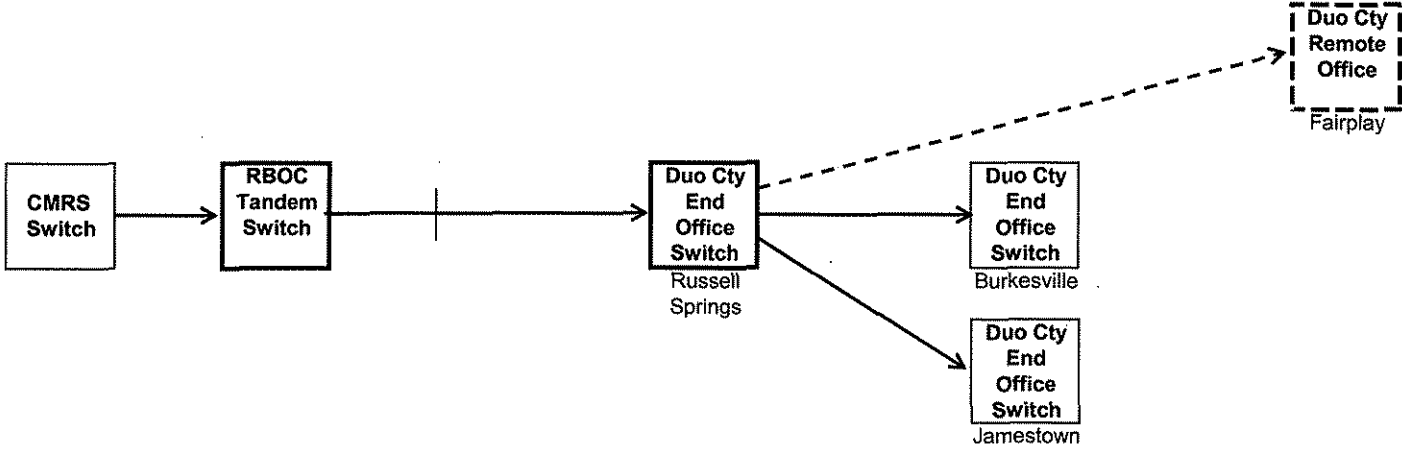 Duo Cty
Remote
Office
Fairplay
CMRS
Switch
RBOC
Tandem
Switch
Duo Cty
End
Office
Switch
Russell
Springs
Duo Cty
End
Office
Switch
Burkesville
Duo Cty
End
Office
Switch
Jamestown